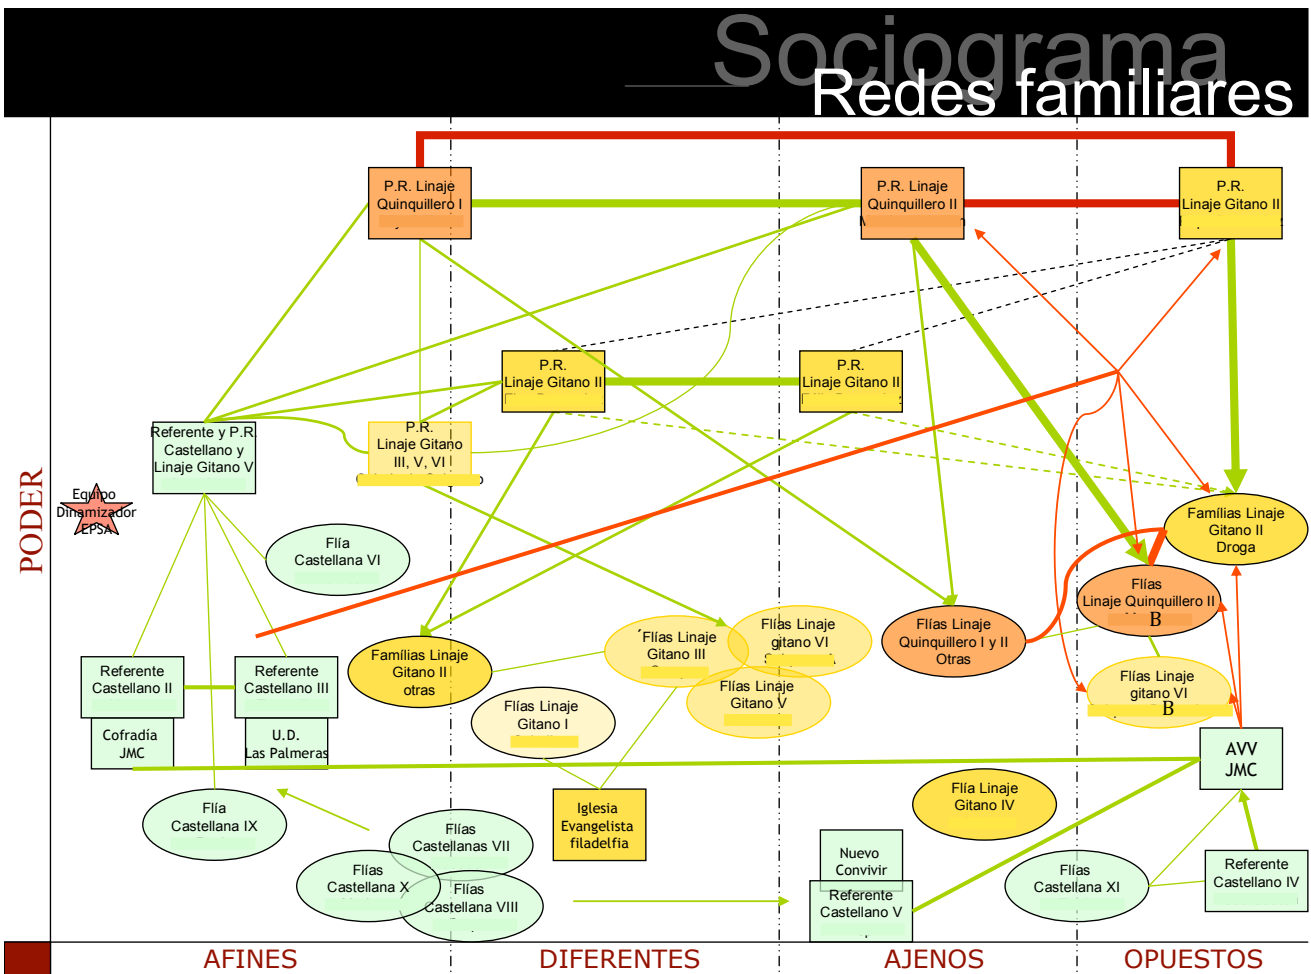 Sociograma
Redes familiares
P.R. Linaje
Quinquillero I
P.R. Linaje
Quinquillero II
P.R.
Linaje Gitano II
P.R.
Linaje Gitano II
P.R.
Linaje Gitano II
Referente y P.R.
Castellano y
Linaje Gitano V
P.R.
Linaje Gitano
III, V, VI
PODER
Equipo
Dinamizador
EPSA
Flía
Castellana VI
Famílias Linaje
Gitano II
Droga
Flías
Linaje Quinquillero II
B
Referente
Castellano II
Referente
Castellano III
Famílias Linaje
Gitano II
otras
´Flías Linaje
Gitano III
Flías Linaje
gitano VI
Flías Linaje
Gitano V
Flías Linaje
Quinquillero I y II
Otras
Flías Linaje
gitano VI
B
Flías Linaje
Gitano I
Cofradía
JMC
U.D.
Las Palmeras
AVV
JMC
Flía
Castellana IX
Iglesia
Evangelista
filadelfia
Flía Linaje
Gitano IV
Flías
Castellanas VII
Flías
Castellana X
Flías
Castellana VIII
Nuevo
Convivir
Referente
Castellano V
Flías
Castellana XI
Referente
Castellano IV
AFINES
DIFERENTES
AJENOS
OPUESTOS